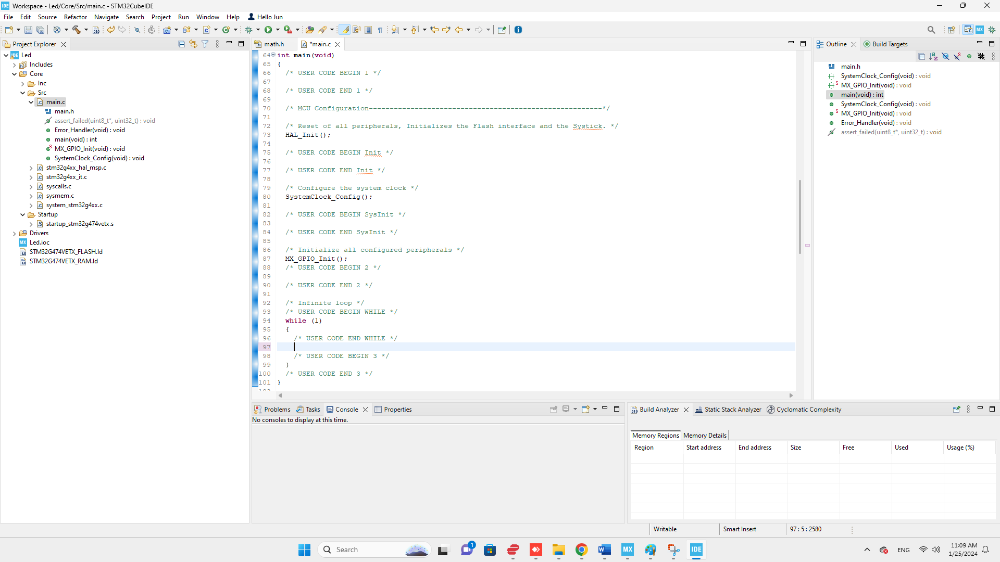 Workspace - Led/Core/Src/main.c - STM32CubeIDE
File Edit Source Refactor Navigate Search Project Run Window Help Hello Jun
Project Explorer
Led
Includes
Core
Inc
Src
main.c
main.h
assert_failed(uint8_t*, uint32_t) : void
Error_Handler(void) : void
main(void) : int
MX_GPIO_Init(void) : void
SystemClock_Config(void) : void
stm32g4xx_hal_msp.c
stm32g4xx_it.c
syscalls.c
sysmem.c
system_stm32g4xx.c
Startup
startup_stm32g474vetx.s
Drivers
Led.ioc
STM32G474VETX_FLASH.ld
STM32G474VETX_RAM.ld
math.h *main.c
64 int main(void)
65 {
66 /* USER CODE BEGIN 1 */
67
68 /* USER CODE END 1 */
69
70 /* MCU Configuration--------------------------------------------------------*/
71
72 /* Reset of all peripherals, Initializes the Flash interface and the Systick. */
73 HAL_Init();
74
75 /* USER CODE BEGIN Init */
76
77 /* USER CODE END Init */
78
79 /* Configure the system clock */
80 SystemClock_Config();
81
82 /* USER CODE BEGIN SysInit */
83
84 /* USER CODE END SysInit */
85
86 /* Initialize all configured peripherals */
87 MX_GPIO_Init();
88 /* USER CODE BEGIN 2 */
89
90 /* USER CODE END 2 */
91
92 /* Infinite loop */
93 /* USER CODE BEGIN WHILE */
94 while (1)
95 {
96 /* USER CODE END WHILE */
97
98 /* USER CODE BEGIN 3 */
99 }
100 /* USER CODE END 3 */
101 }
Outline Build Targets
main.h
SystemClock_Config(void) : void
MX_GPIO_Init(void) : void
main(void) : int
SystemClock_Config(void) : void
MX_GPIO_Init(void) : void
Error_Handler(void) : void
assert_failed(uint8_t*, uint32_t) : void
Problems Tasks Console Properties
No consoles to display at this time.
Build Analyzer Static Stack Analyzer Cyclomatic Complexity
Memory Regions Memory Details
Region Start address End address Size Free Used Usage (%)
Writable Smart Insert 97 : 5 : 2580
Search
1
MX
IDE
ENG
11:09 AM
1/25/2024